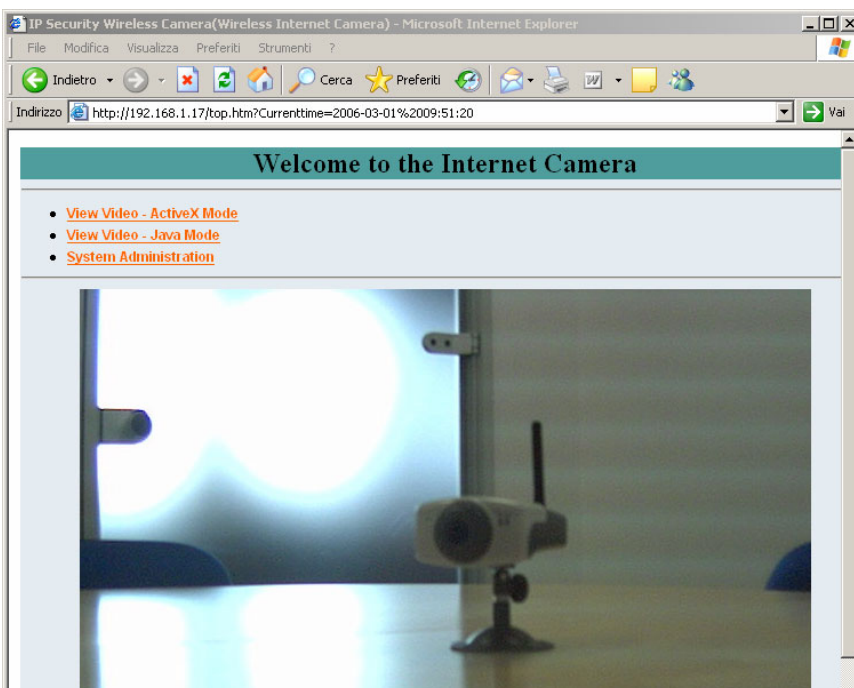 IP Security Wireless Camera(Wireless Internet Camera) - Microsoft Internet Explorer
File Modifica Visualizza Preferiti Strumenti ?
Indietro Cerca Preferiti
Indirizzo http://192.168.1.17/top.htm?Currenttime=2006-03-01%2009:51:20 Vai
Welcome to the Internet Camera
View Video - ActiveX Mode
View Video - Java Mode
System Administration